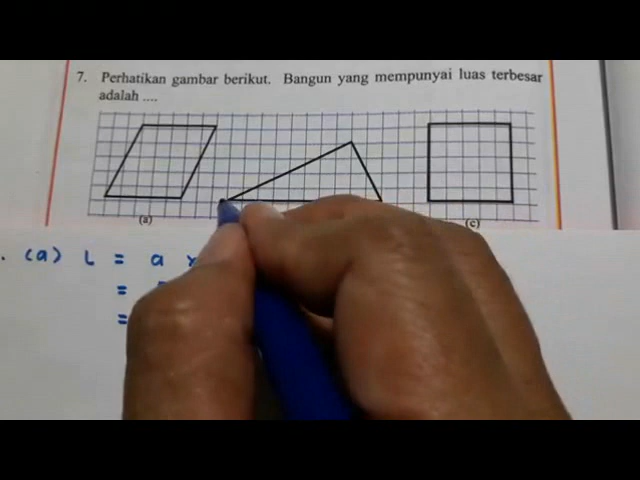 7. Perhatikan gambar berikut. Bangun yang mempunyai luas terbesar
adalah ....
(a) (c)
. (a) L = a x
=
=